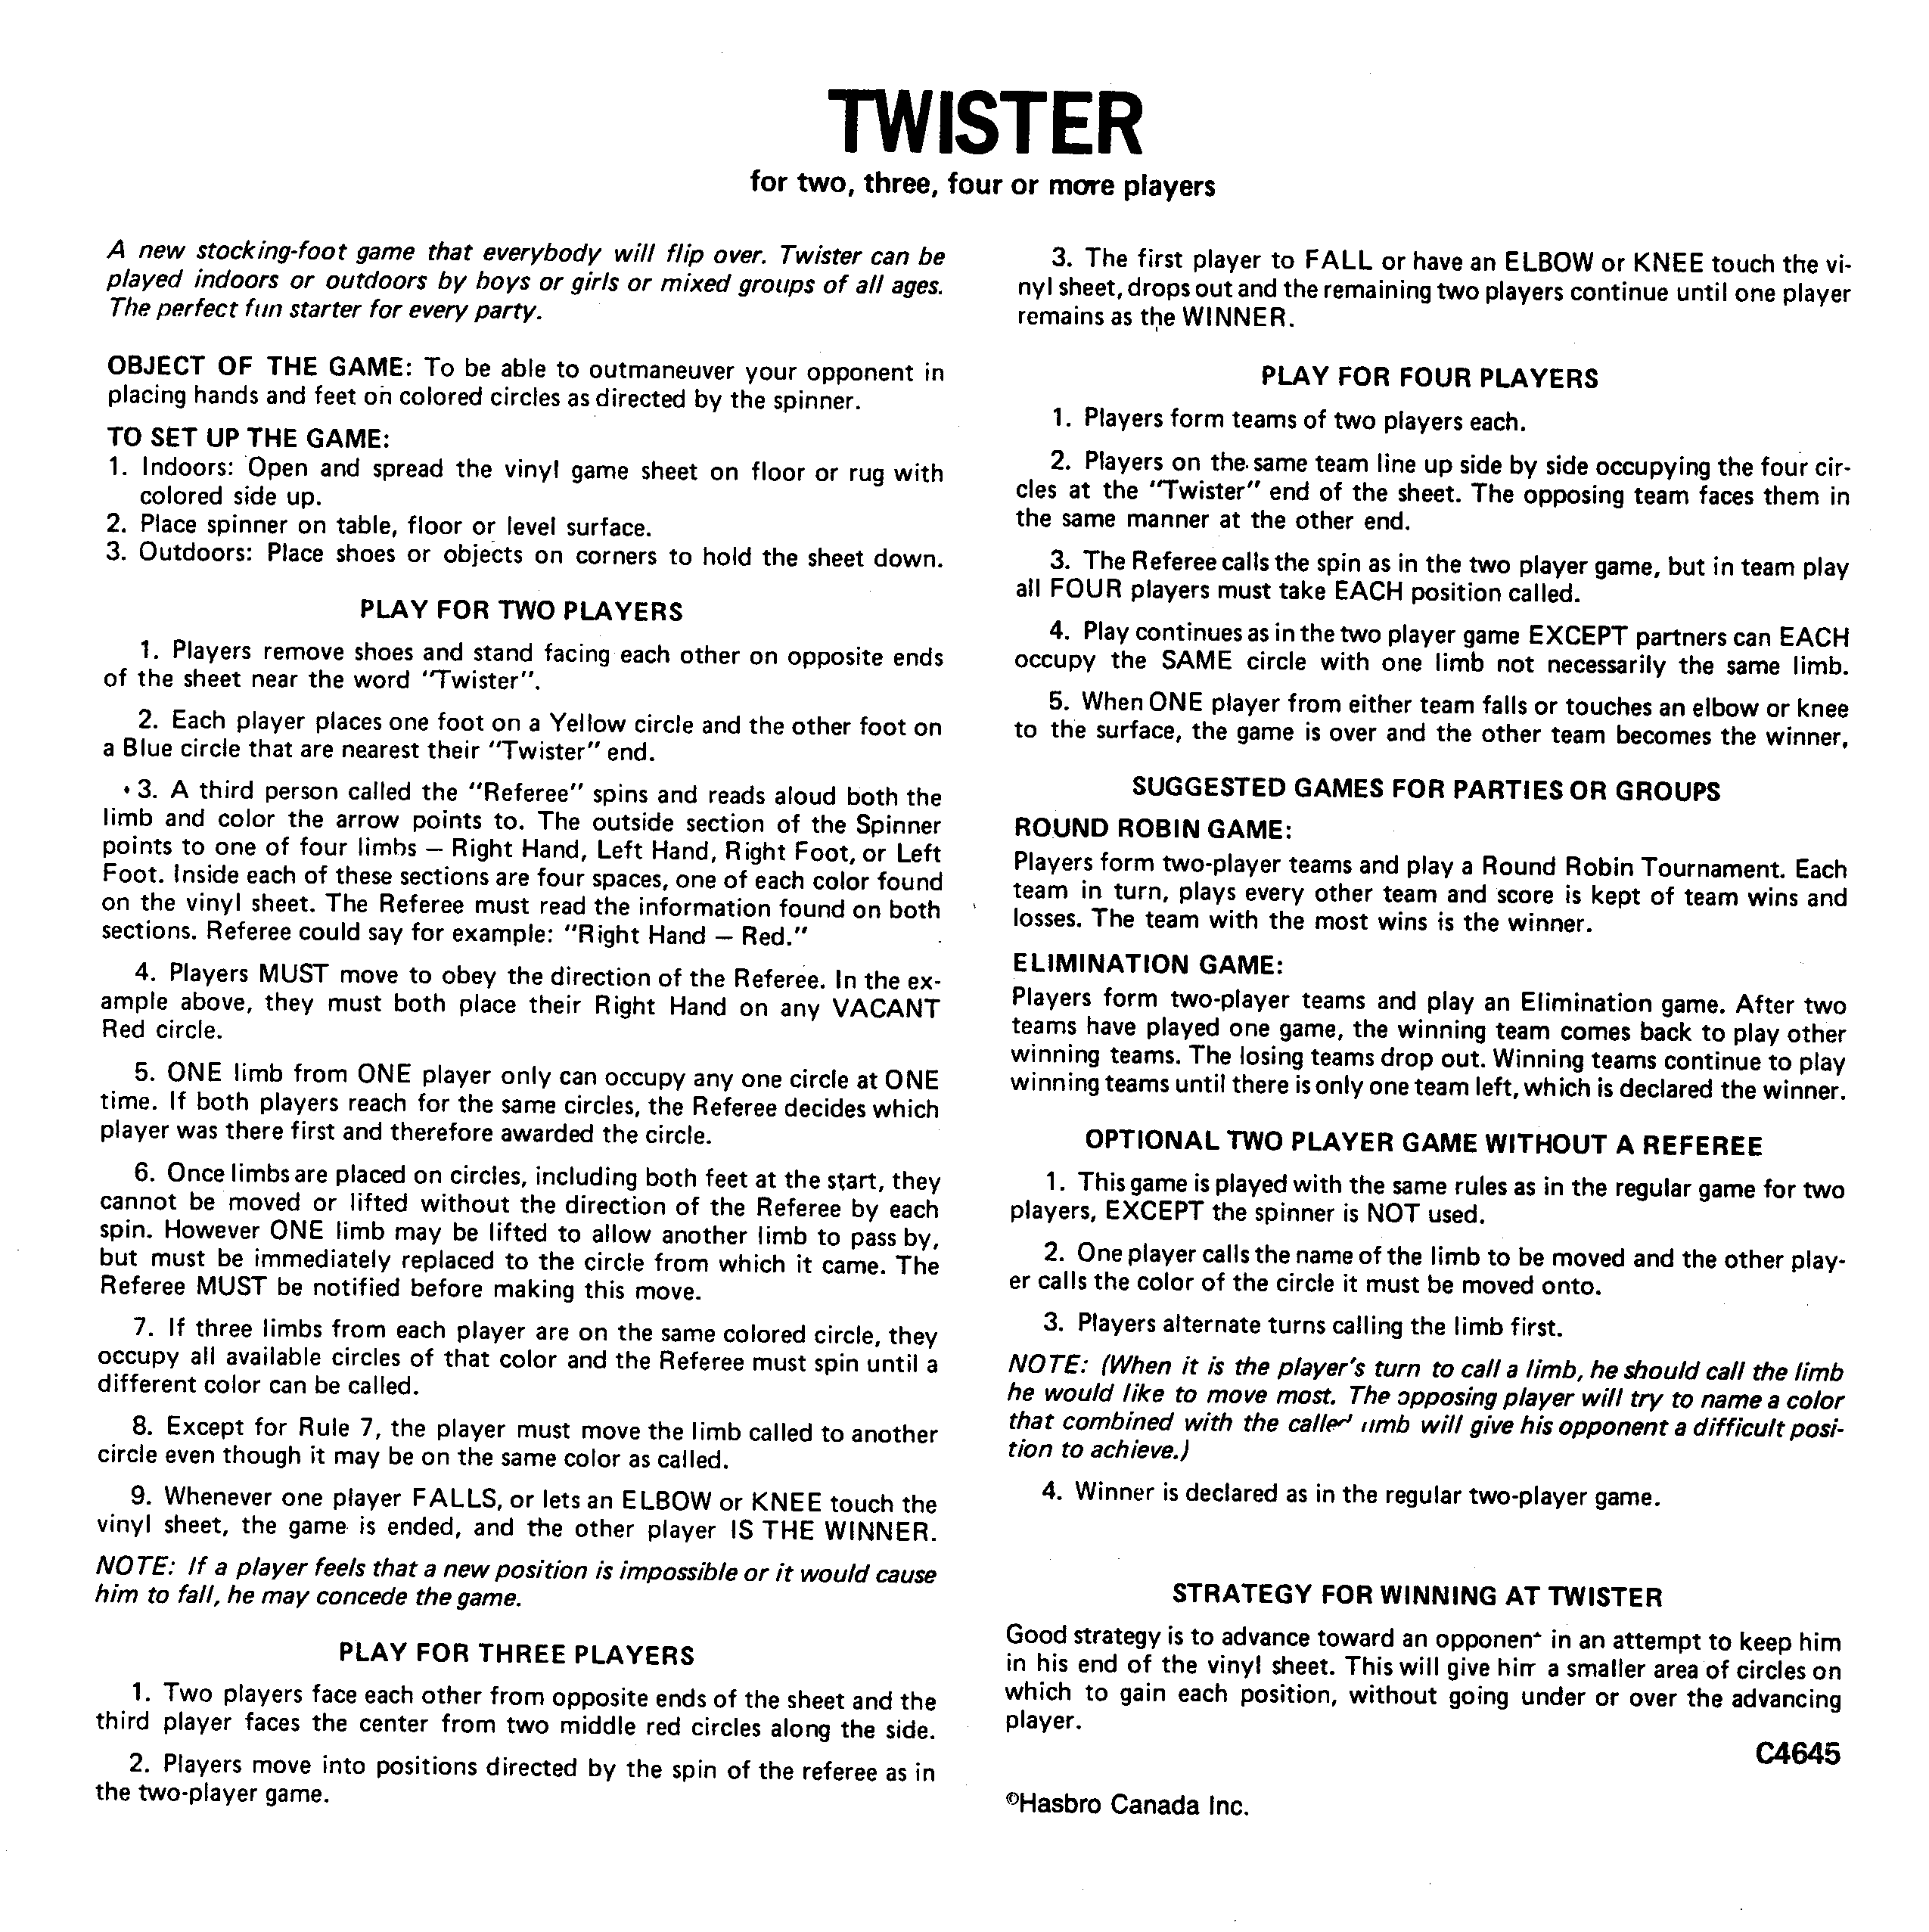 TWISTER
for two, three, four or more players
A new stocking-foot game that everybody will flip over. Twister can be
played indoors or outdoors by boys or girls or mixed groups of all ages.
The perfect fun starter for every party.
OBJECT OF THE GAME: To be able to outmaneuver your opponent in
placing hands and feet on colored circles as directed by the spinner.
TO SET UP THE GAME:
1. Indoors: Open and spread the vinyl game sheet on floor or rug with
colored side up.
2. Place spinner on table, floor or level surface.
3. Outdoors: Place shoes or objects on corners to hold the sheet down.
PLAY FOR TWO PLAYERS
1. Players remove shoes and stand facing each other on opposite ends
of the sheet near the word "Twister".
2. Each player places one foot on a Yellow circle and the other foot on
a Blue circle that are nearest their "Twister" end.
3. A third person called the "Referee" spins and reads aloud both the
limb and color the arrow points to. The outside section of the Spinner
points to one of four limbs — Right Hand, Left Hand, Right Foot, or Left
Foot. Inside each of these sections are four spaces, one of each color found
on the vinyl sheet. The Referee must read the information found on both
sections. Referee could say for example: "Right Hand — Red."
4. Players MUST move to obey the direction of the Referee. In the ex-
ample above, they must both place their Right Hand on any VACANT
Red circle.
5. ONE limb from ONE player only can occupy any one circle at ONE
time. If both players reach for the same circles, the Referee decides which
player was there first and therefore awarded the circle.
6. Once limbs are placed on circles, including both feet at the start, they
cannot be moved or lifted without the direction of the Referee by each
spin. However ONE limb may be lifted to allow another limb to pass by,
but must be immediately replaced to the circle from which it came. The
Referee MUST be notified before making this move.
7. If three limbs from each player are on the same colored circle, they
occupy all available circles of that color and the Referee must spin until a
different color can be called.
8. Except for Rule 7, the player must move the limb called to another
circle even though it may be on the same color as called.
9. Whenever one player FALLS, or lets an ELBOW or KNEE touch the
vinyl sheet, the game is ended, and the other player IS THE WINNER.
NOTE: If a player feels that a new position is impossible or it would cause
him to fall, he may concede the game.
PLAY FOR THREE PLAYERS
1. Two players face each other from opposite ends of the sheet and the
third player faces the center from two middle red circles along the side.
2. Players move into positions directed by the spin of the referee as in
the two-player game.
3. The first player to FALL or have an ELBOW or KNEE touch the vi-
nyl sheet, drops out and the remaining two players continue until one player
remains as the WINNER.
PLAY FOR FOUR PLAYERS
1. Players form teams of two players each.
2. Players on the same team line up side by side occupying the four cir-
cles at the "Twister" end of the sheet. The opposing team faces them in
the same manner at the other end.
3. The Referee calls the spin as in the two player game, but in team play
all FOUR players must take EACH position called.
4. Play continues as in the two player game EXCEPT partners can EACH
occupy the SAME circle with one limb not necessarily the same limb.
5. When ONE player from either team falls or touches an elbow or knee
to the surface, the game is over and the other team becomes the winner,
SUGGESTED GAMES FOR PARTIES OR GROUPS
ROUND ROBIN GAME:
Players form two-player teams and play a Round Robin Tournament. Each
team in turn, plays every other team and score is kept of team wins and
losses. The team with the most wins is the winner.
ELIMINATION GAME:
Players form two-player teams and play an Elimination game. After two
teams have played one game, the winning team comes back to play other
winning teams. The losing teams drop out. Winning teams continue to play
winning teams until there is only one team left, which is declared the winner.
OPTIONAL TWO PLAYER GAME WITHOUT A REFEREE
1. This game is played with the same rules as in the regular game for two
players, EXCEPT the spinner is NOT used.
2. One player calls the name of the limb to be moved and the other play-
er calls the color of the circle it must be moved onto.
3. Players alternate turns calling the limb first.
NOTE: (When it is the player's turn to call a limb, he should call the limb
he would like to move most. The opposing player will try to name a color
that combined with the called limb will give his opponent a difficult posi-
tion to achieve.)
4. Winner is declared as in the regular two-player game.
STRATEGY FOR WINNING AT TWISTER
Good strategy is to advance toward an opponent in an attempt to keep him
in his end of the vinyl sheet. This will give him a smaller area of circles on
which to gain each position, without going under or over the advancing
player.
C4645
©Hasbro Canada Inc.